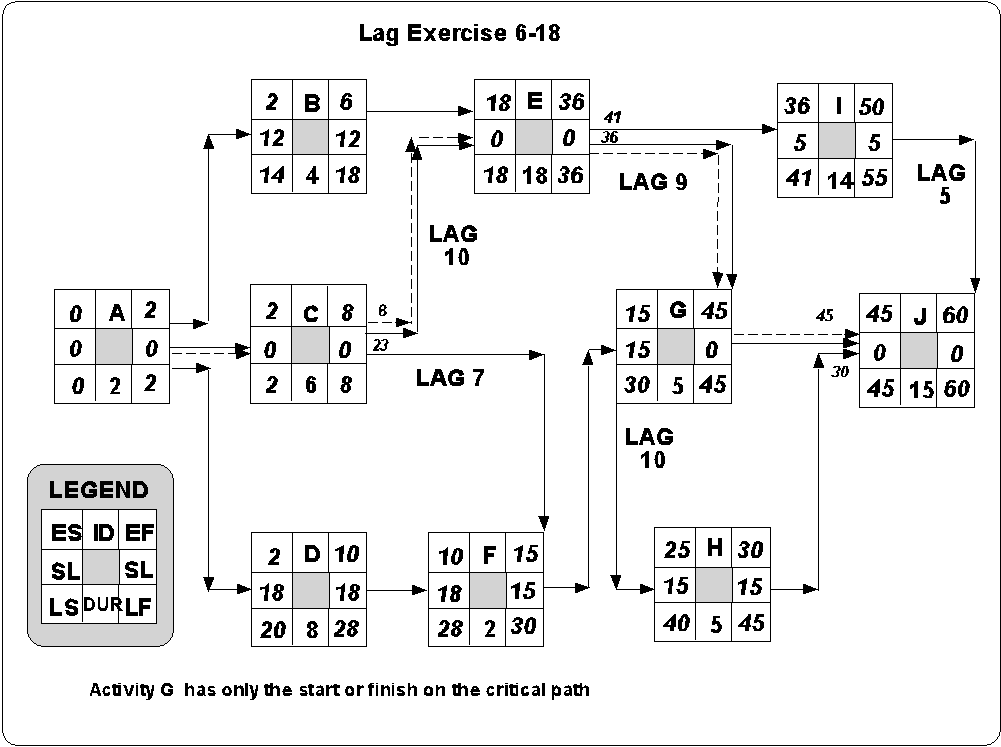 Lag Exercise 6-18
2 B 6
12 12
14 4 18
18 E 36
0 0
18 18 36
41
36
LAG 9
36 I 50
5 5
41 14 55
LAG
5
LAG
10
0 A 2
0 0
0 2 2
2 C 8
0 0
2 6 8
8
23
LAG 7
15 G 45
15 0
30 5 45
45
30
45 J 60
0 0
45 15 60
LAG
10
LEGEND
ES ID EF
SL SL
LS DUR LF
2 D 10
18 18
20 8 28
10 F 15
18 15
28 2 30
25 H 30
15 15
40 5 45
Activity G has only the start or finish on the critical path